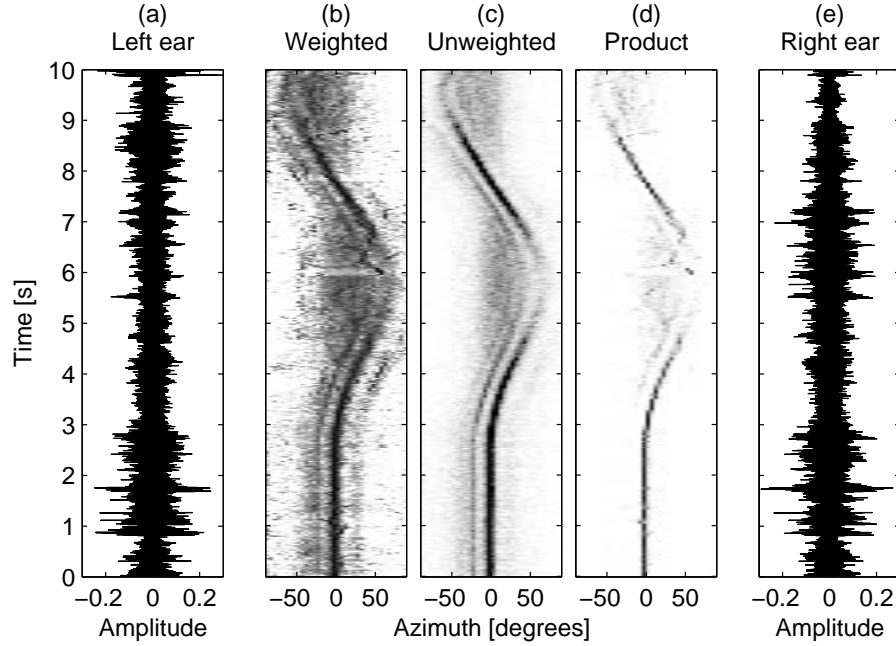 (a) (b) (c) (d) (e)
Left ear Weighted Unweighted Product Right ear
10
9
8
7
6
5
4
3
2
1
0
Time [s]
−0.2 0 0.2 −50 0 50 −50 0 50 −50 0 50 −0.2 0 0.2
Amplitude Azimuth [degrees] Amplitude